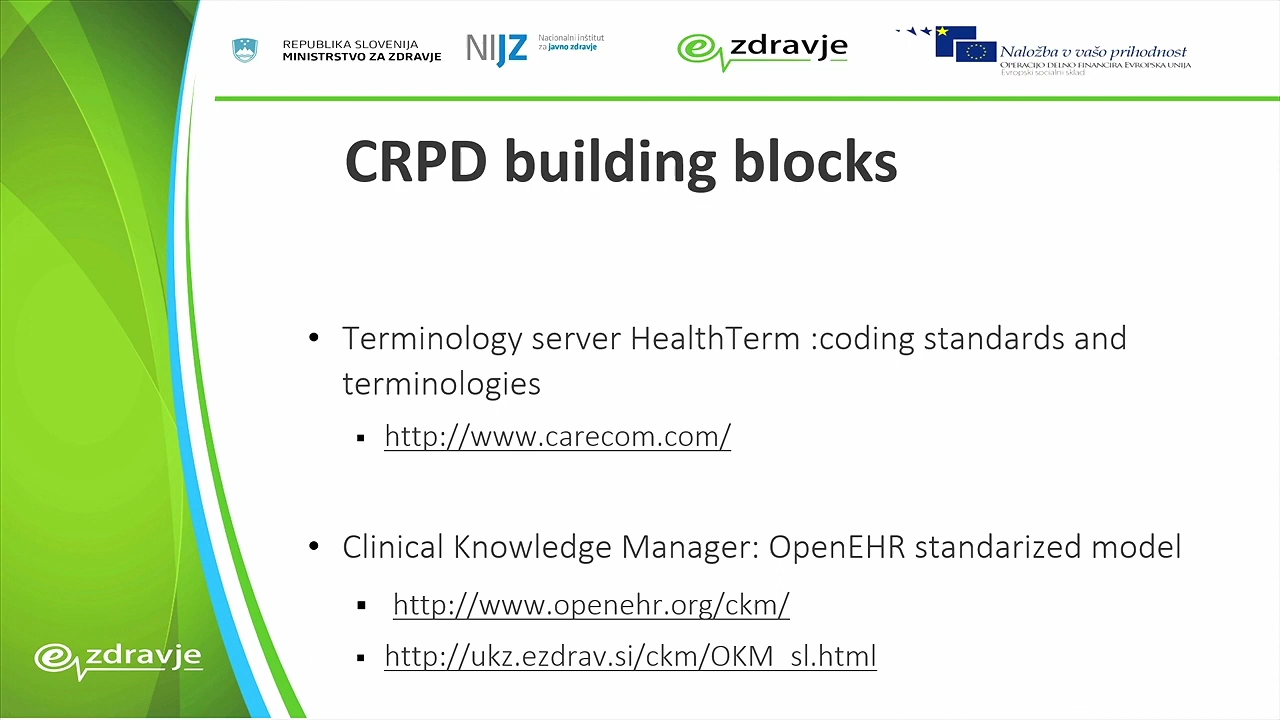 REPUBLIKA SLOVENIJA
MINISTRSTVO ZA ZDRAVJE
NIJZ
Nacionalni inštitut
za javno zdravje
e zdravje
Naložba v vašo prihodnost
OPERACIJO DELNO FINANCIRA EVROPSKA UNIJA
Evropski socialni sklad
CRPD building blocks
• Terminology server HealthTerm :coding standards and
terminologies
▪ http://www.carecom.com/
• Clinical Knowledge Manager: OpenEHR standarized model
▪ http://www.openehr.org/ckm/
▪ http://ukz.ezdrav.si/ckm/OKM_sl.html
e zdravje